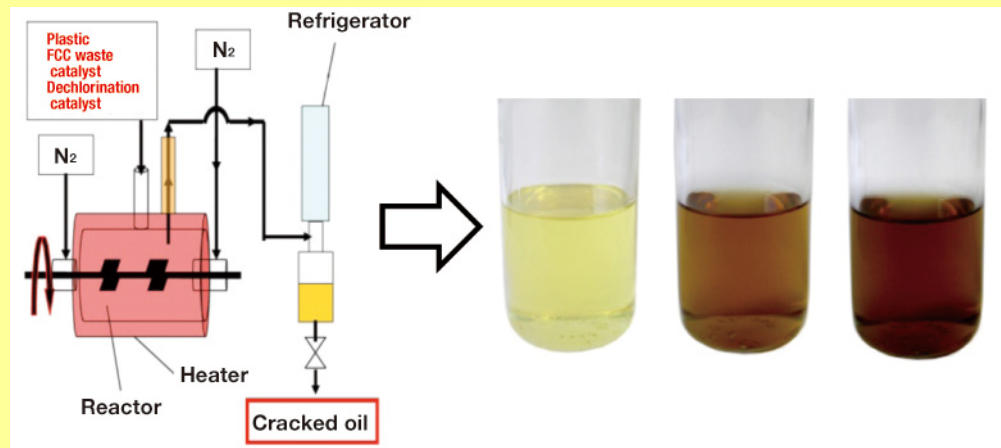 Refrigerator
Plastic
FCC waste
catalyst
Dechlorination
catalyst
N2
N2
Heater
Reactor
Cracked oil